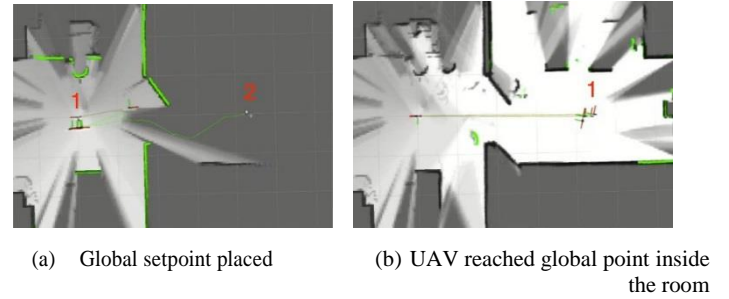 1
2
1
(a) Global setpoint placed
(b) UAV reached global point inside
the room